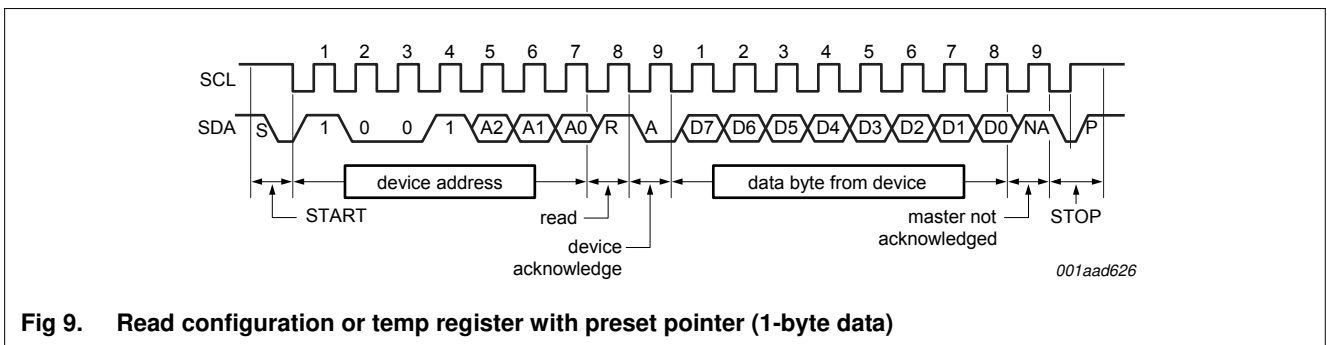 1 2 3 4 5 6 7 8 9 1 2 3 4 5 6 7 8 9
SCL
SDA S 1 0 0 1 A2 A1 A0 R A D7 D6 D5 D4 D3 D2 D1 D0 NA P
device address
data byte from device
START
read
master not
acknowledged
STOP
device
acknowledge
001aad626
Fig 9. Read configuration or temp register with preset pointer (1-byte data)